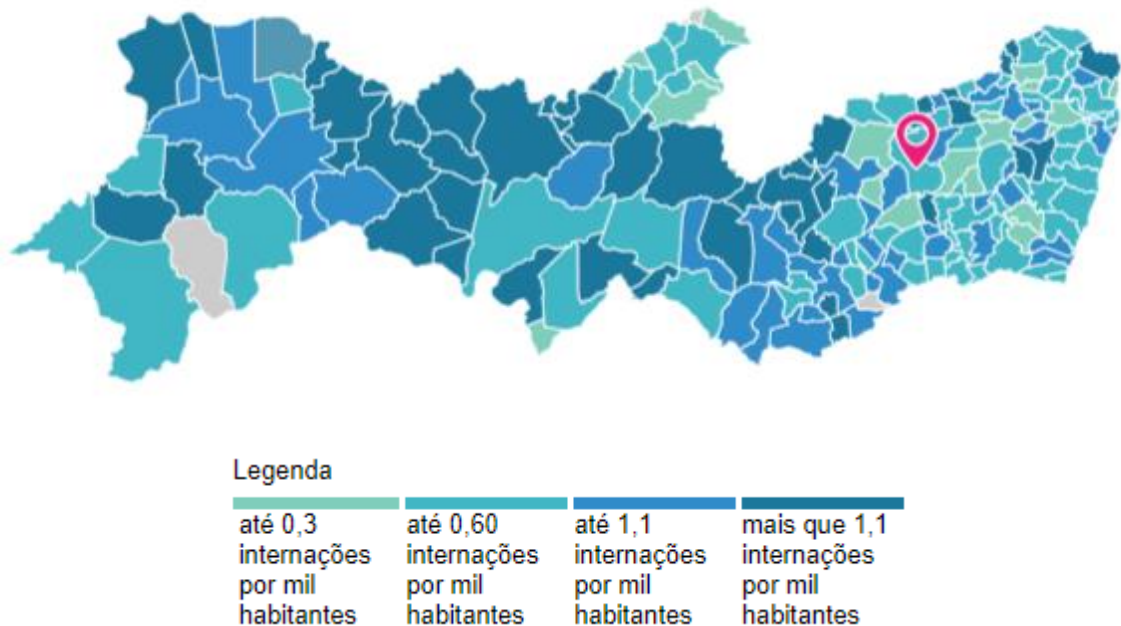 Legenda
até 0,3 internações por mil habitantes
até 0,60 internações por mil habitantes
até 1,1 internações por mil habitantes
mais que 1,1 internações por mil habitantes